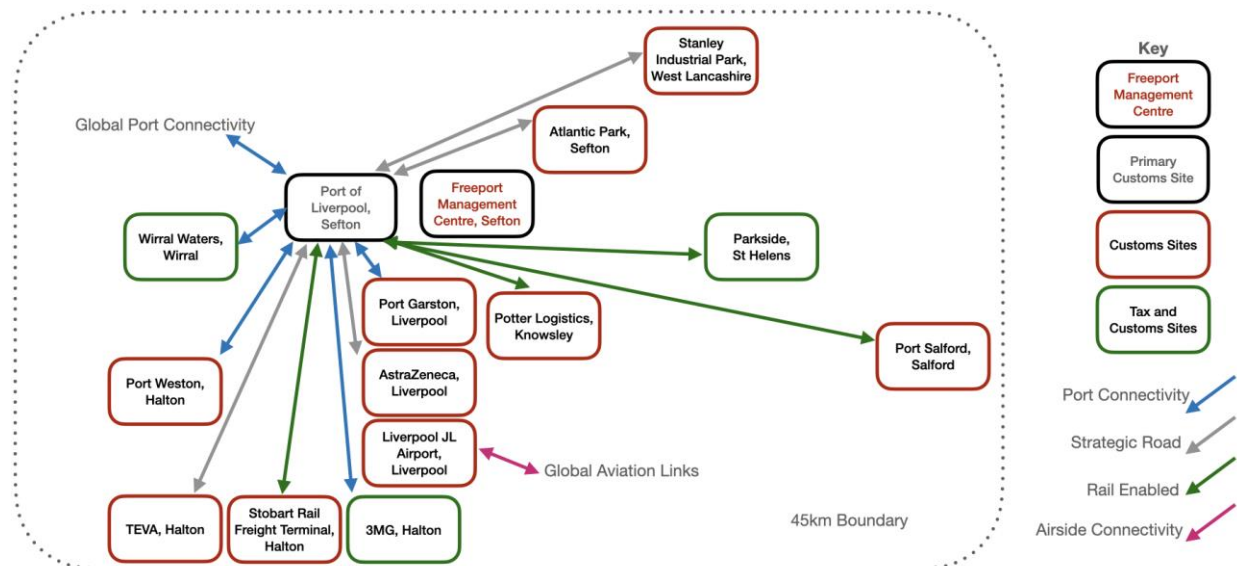 Stanley
Industrial Park,
West Lancashire
Global Port Connectivity
Atlantic Park,
Sefton
Port of
Liverpool,
Sefton
Freeport
Management
Centre, Sefton
Wirral Waters,
Wirral
Parkside,
St Helens
Port Garston,
Liverpool
Potter Logistics,
Knowsley
Port Salford,
Salford
Port Weston,
Halton
AstraZeneca,
Liverpool
Liverpool JL
Airport,
Liverpool
Global Aviation Links
TEVA, Halton
Stobart Rail
Freight Terminal,
Halton
3MG, Halton
45km Boundary
Key
Freeport
Management
Centre
Primary
Customs Site
Customs Sites
Tax and
Customs Sites
Port Connectivity
Strategic Road
Rail Enabled
Airside Connectivity